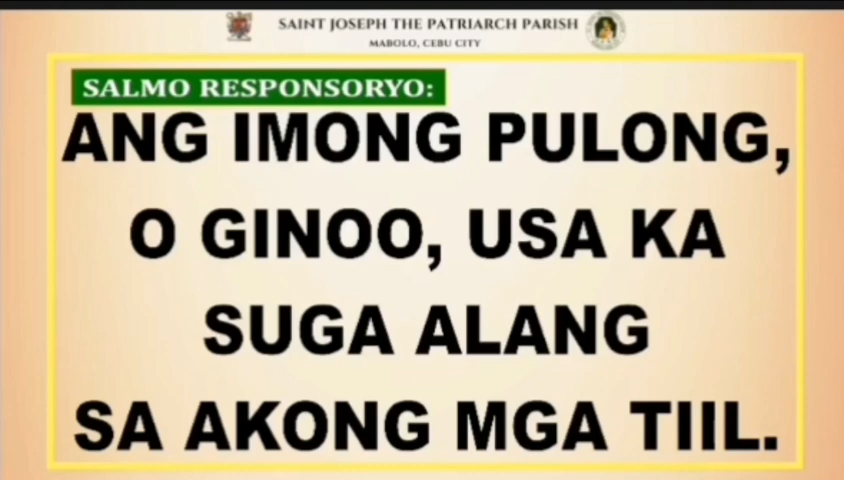 SAINT JOSEPH THE PATRIARCH PARISH
MABOLO, CEBU CITY
SALMO RESPONSORYO:
ANG IMONG PULONG,
O GINOO, USA KA
SUGA ALANG
SA AKONG MGA TIIL.